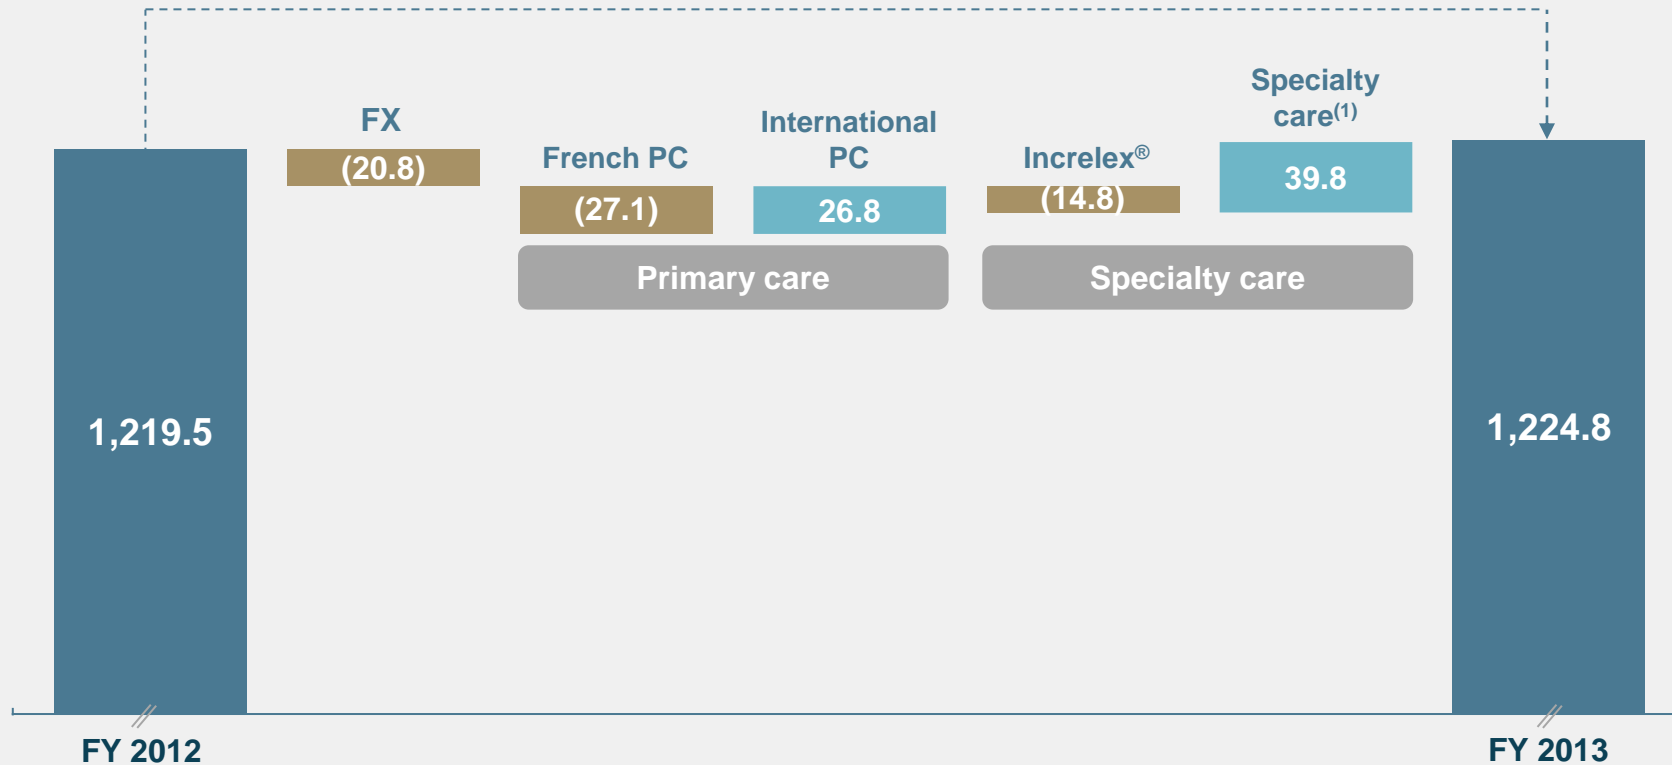 FX
(20.8)
French PC
(27.1)
International
PC
26.8
Increlex®
(14.8)
Specialty
care(1)
39.8
Primary care
Specialty care
1,219.5
1,224.8
FY 2012
FY 2013